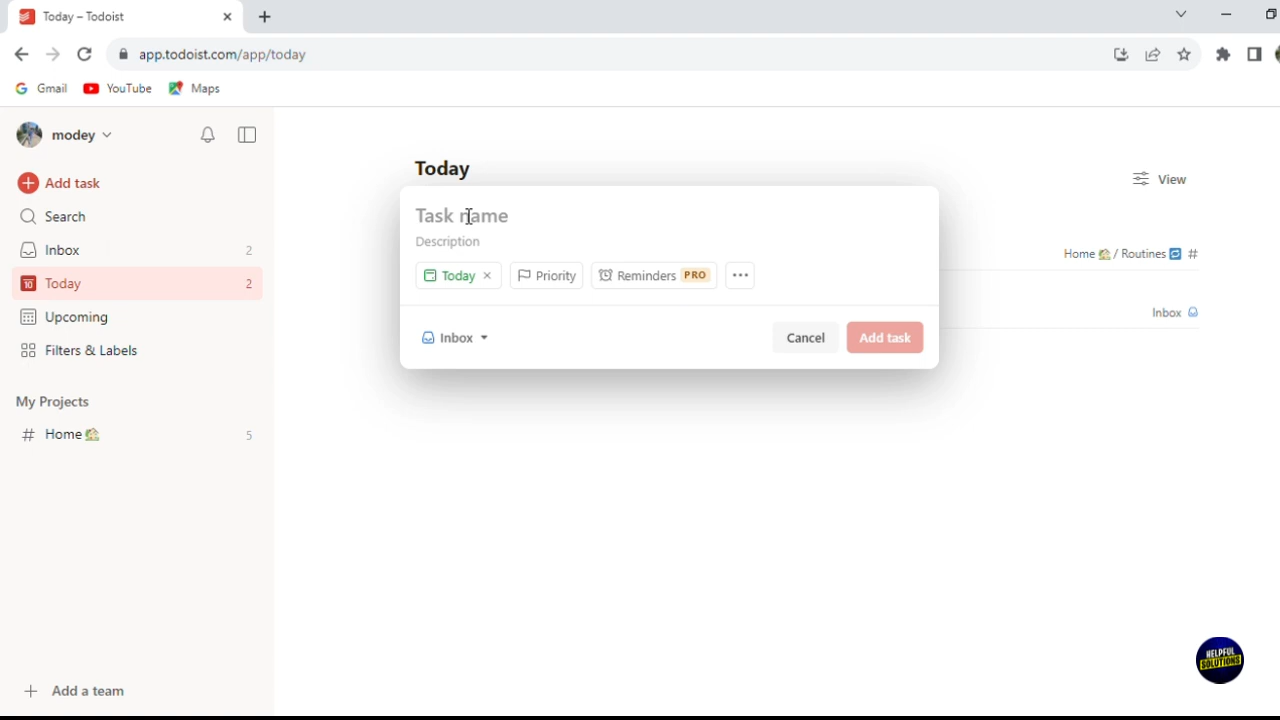 Today – Todoist
app.todoist.com/app/today
Gmail YouTube Maps
modey
Add task
Search
Inbox 2
10 Today 2
Upcoming
Filters & Labels
My Projects
# Home 🏡 5
Add a team
Today
View
Task name
Description
Today Priority Reminders PRO
Inbox Cancel Add task
Home 🏡 / Routines 🔁 #
Inbox
HELPFUL
SOLUTIONS